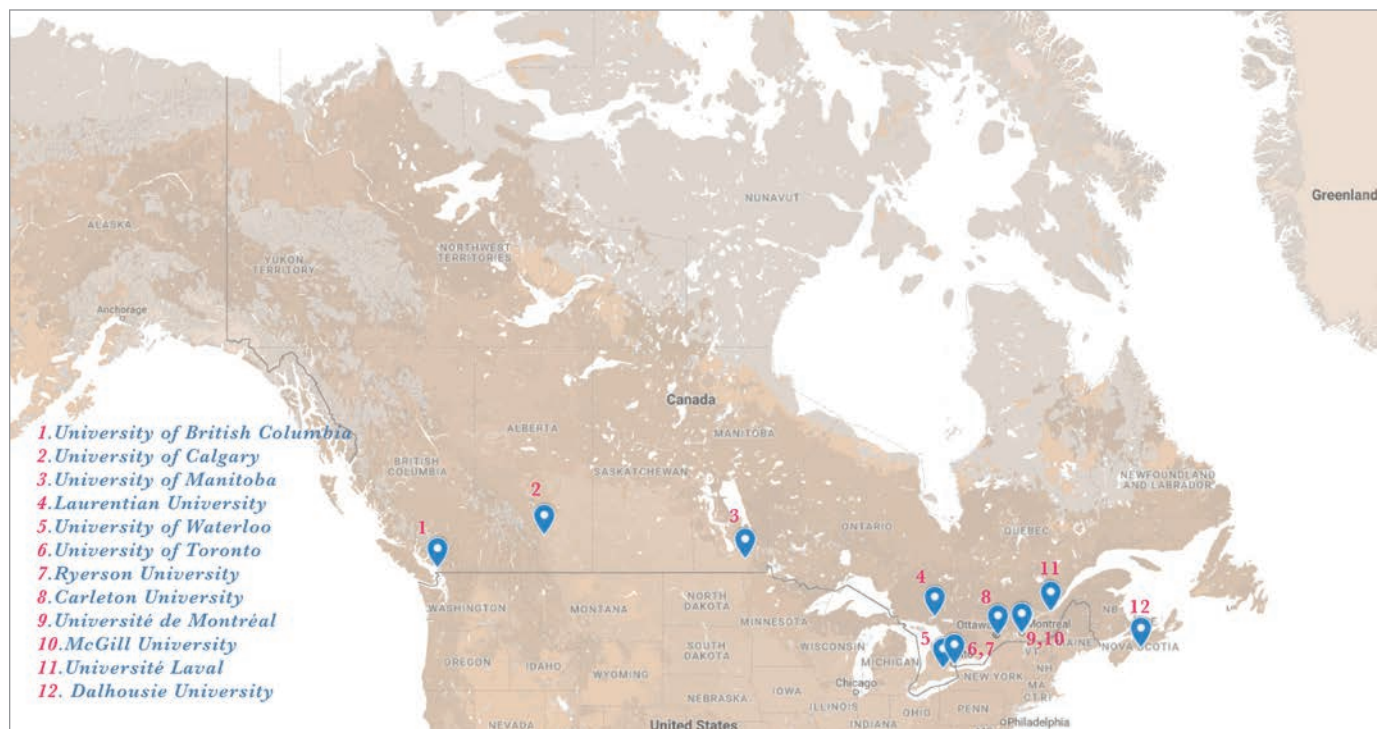 Greenland
NUNAVUT
ALASKA
NORTHWEST
TERRITORIES
YUKON
TERRITORY
Anchorage
Canada
ALBERTA
MANITOBA
BRITISH
COLUMBIA
SASKATCHEWAN
NEWFOUNDLAND
AND LABRADOR
ONTARIO
QUEBEC
1.University of British Columbia
2.University of Calgary
3.University of Manitoba
4.Laurentian University
5.University of Waterloo
6.University of Toronto
7.Ryerson University
8.Carleton University
9.Université de Montréal
10.McGill University
11.Université Laval
12. Dalhousie University
1
2
3
4
5
6,7
8
9,10
11
12
WASHINGTON
MONTANA
NORTH
DAKOTA
MINNESOTA
Ottawa
Montreal
NB
NOVA SCOTIA
OREGON
IDAHO
SOUTH
DAKOTA
WISCONSIN
MICHIGAN
VT
NH
WYOMING
NEW YORK
MA
CT RI
NEBRASKA
IOWA
Chicago
ILLINOIS
INDIANA
OHIO
PENN
Philadelphia
NEVADA
United States